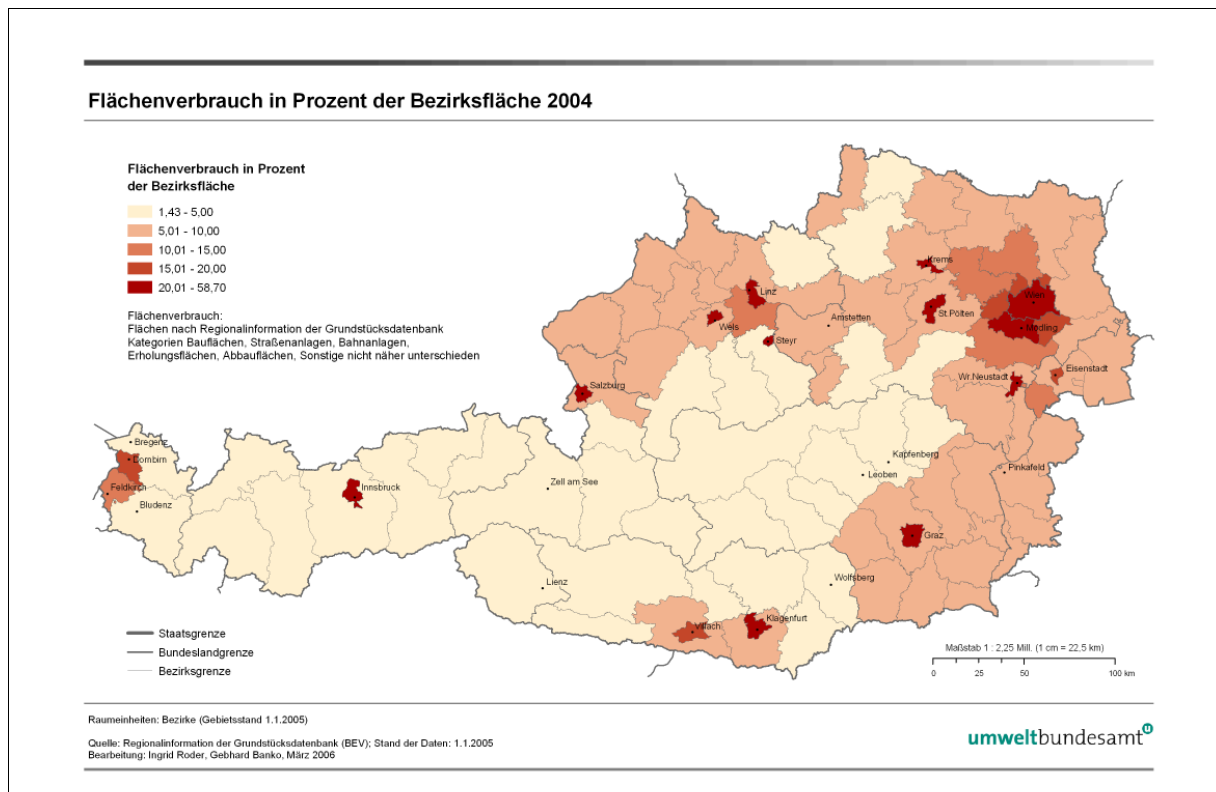 Flächenverbrauch in Prozent der Bezirksfläche 2004
Flächenverbrauch in Prozent
der Bezirksfläche
1,43 - 5,00
5,01 - 10,00
10,01 - 15,00
15,01 - 20,00
20,01 - 58,70
Flächenverbrauch:
Flächen nach Regionalinformation der Grundstücksdatenbank
Kategorien Bauflächen, Straßenanlagen, Bahnanlagen,
Erholungsflächen, Abbauflächen, Sonstige nicht näher unterschieden
Krems
Linz
Wien
St.Pölten
Amstetten
Wels
Mödling
Steyr
Eisenstadt
Wr.Neustadt
Salzburg
Bregenz
Dornbirn
Kapfenberg
Pinkafeld
Leoben
Zell am See
Feldkirch
Innsbruck
Bludenz
Graz
Wolfsberg
Lienz
Villach
Klagenfurt
Staatsgrenze
Bundeslandgrenze
Bezirksgrenze
Maßstab 1 : 2,25 Mill. (1 cm = 22,5 km)
0 25 50 100 km
Raumeinheiten: Bezirke (Gebietsstand 1.1.2005)
Quelle: Regionalinformation der Grundstücksdatenbank (BEV); Stand der Daten: 1.1.2005
Bearbeitung: Ingrid Roder, Gebhard Banko, März 2006
umweltbundesamt u